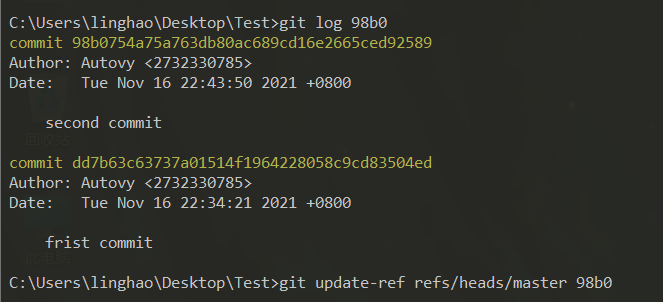 C:\Users\linghao\Desktop\Test>git log 98b0
commit 98b0754a75a763db80ac689cd16e2665ced92589
Author: Autovy <2732330785>
Date:   Tue Nov 16 22:43:50 2021 +0800
second commit
commit dd7b63c63737a01514f1964228058c9cd83504ed
Author: Autovy <2732330785>
Date:   Tue Nov 16 22:34:21 2021 +0800
frist commit
C:\Users\linghao\Desktop\Test>git update-ref refs/heads/master 98b0